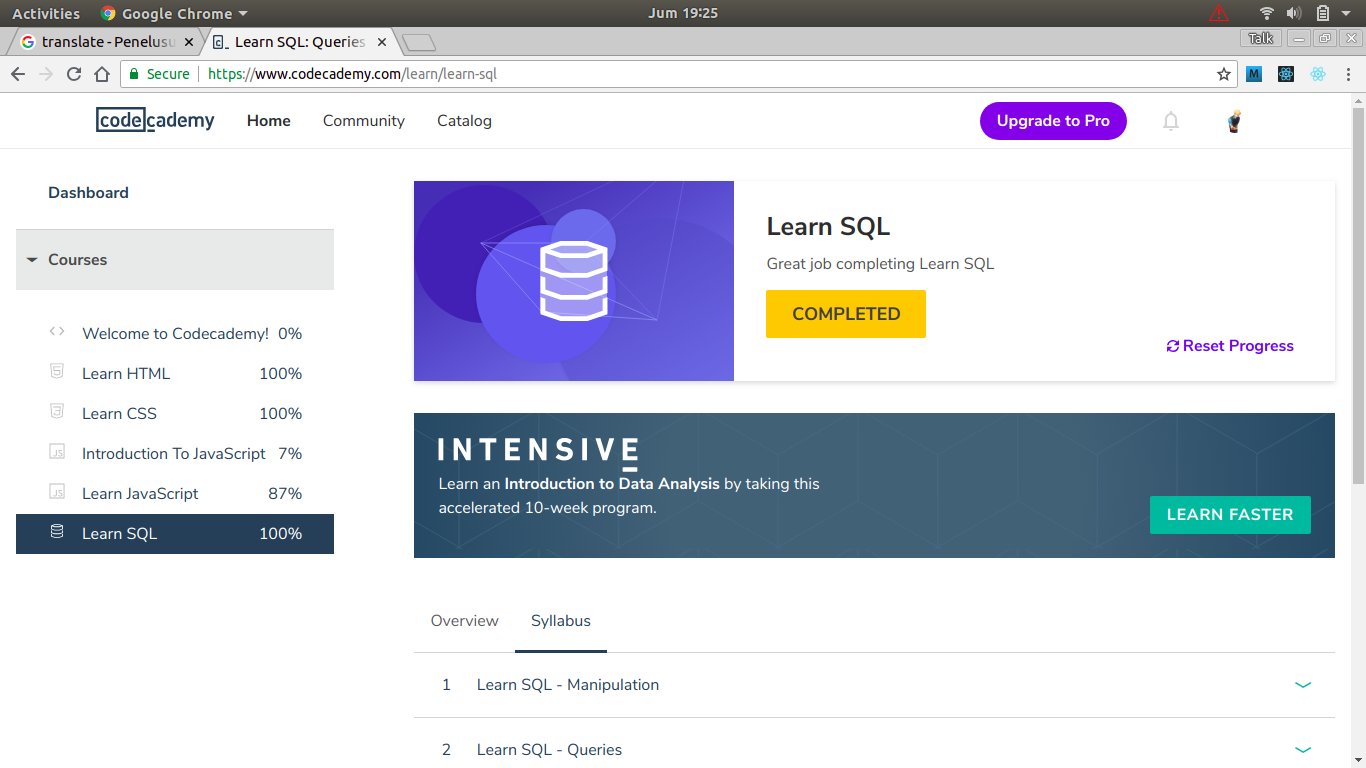 Activities
Google Chrome
Jum 19:25
translate - Penelusu
Learn SQL: Queries
Talk
Secure
https://www.codecademy.com/learn/learn-sql
M
codecademy
Home
Community
Catalog
Upgrade to Pro
Dashboard
Courses
Welcome to Codecademy! 0%
Learn HTML 100%
Learn CSS 100%
Introduction To JavaScript 7%
Learn JavaScript 87%
Learn SQL 100%
Learn SQL
Great job completing Learn SQL
COMPLETED
Reset Progress
INTENSIVE
Learn an Introduction to Data Analysis by taking this
accelerated 10-week program.
LEARN FASTER
Overview
Syllabus
1 Learn SQL - Manipulation
2 Learn SQL - Queries